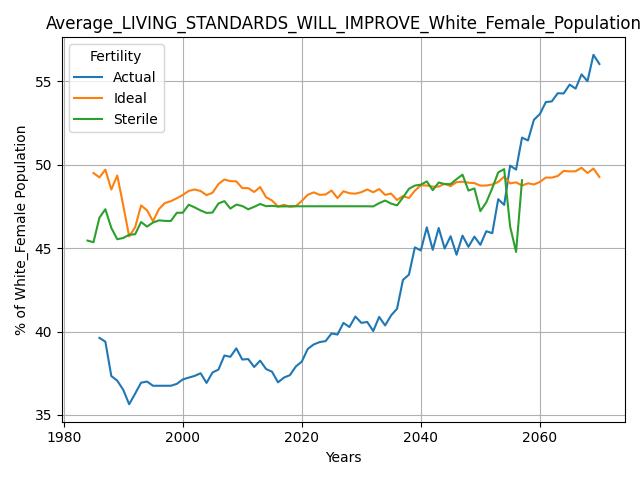 Average_LIVING_STANDARDS_WILL_IMPROVE_White_Female_Population
Fertility
Actual
Ideal
Sterile
% of White_Female Population
55
50
45
40
35
1980
2000
2020
2040
2060
Years